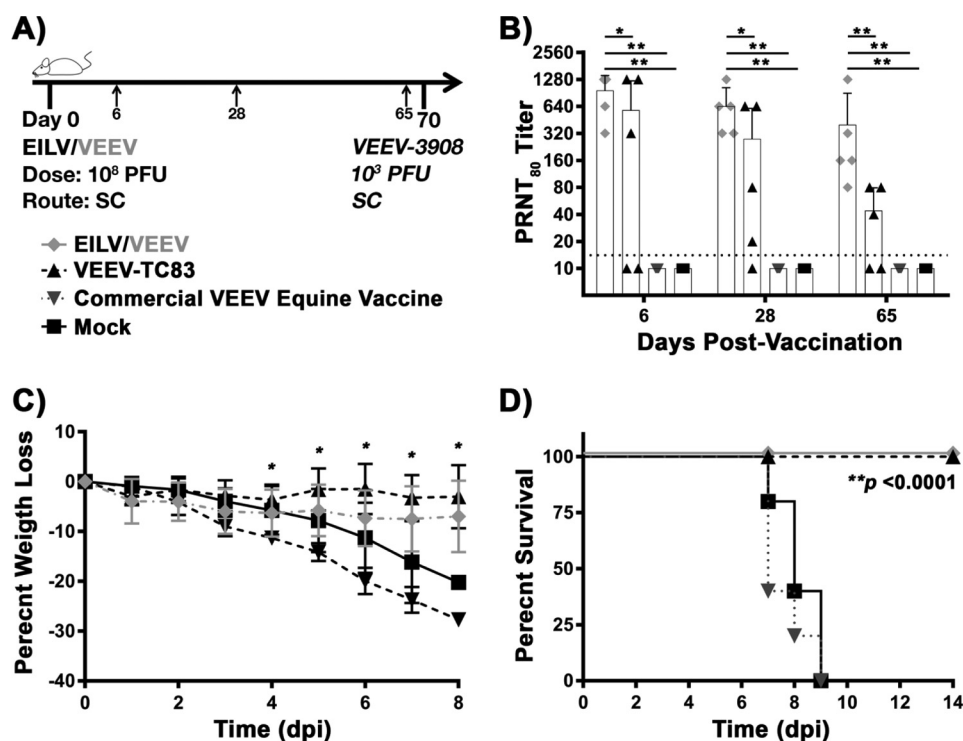 A)
6
28
65
Day 0
70
EILV/VEEV
VEEV-3908
Dose: 10⁸ PFU
10³ PFU
Route: SC
SC
EILV/VEEV
VEEV-TC83
Commercial VEEV Equine Vaccine
Mock
B)
* * **
** ** **
** ** **
2560
1280
640
320
160
80
40
20
10
PRNT₈₀ Titer
6 28 65
Days Post-Vaccination
C)
* * * * *
10
0
-10
-20
-30
-40
Perecnt Weigth Loss
0 2 4 6 8
Time (dpi)
D)
100
75
50
25
0
**p <0.0001
Perecnt Survival
0 2 4 6 8 10 12 14
Time (dpi)